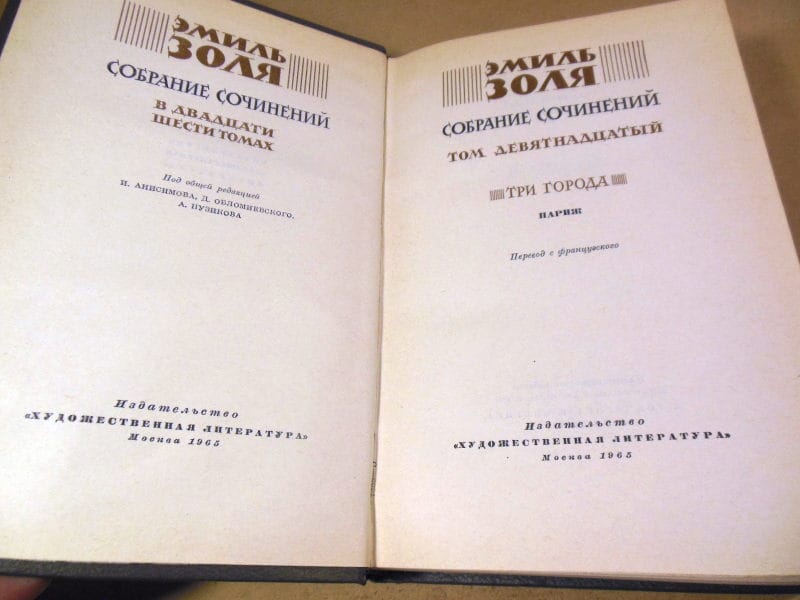 ЭМИЛЬ
ЗОЛЯ
СОБРАНИЕ СОЧИНЕНИЙ
В ДВАДЦАТИ
ШЕСТИ ТОМАХ
Под общей редакцией
И. АНИСИМОВА, Д. ОБЛОМИЕВСКОГО,
А. ПУЗИКОВА
Издательство
«ХУДОЖЕСТВЕННАЯ ЛИТЕРАТУРА»
Москва 1965
ЭМИЛЬ
ЗОЛЯ
СОБРАНИЕ СОЧИНЕНИЙ
ТОМ ДЕВЯТНАДЦАТЫЙ
ТРИ ГОРОДА
ПАРИЖ
Перевод с французского
Издательство
«ХУДОЖЕСТВЕННАЯ ЛИТЕРАТУРА»
Москва 1965